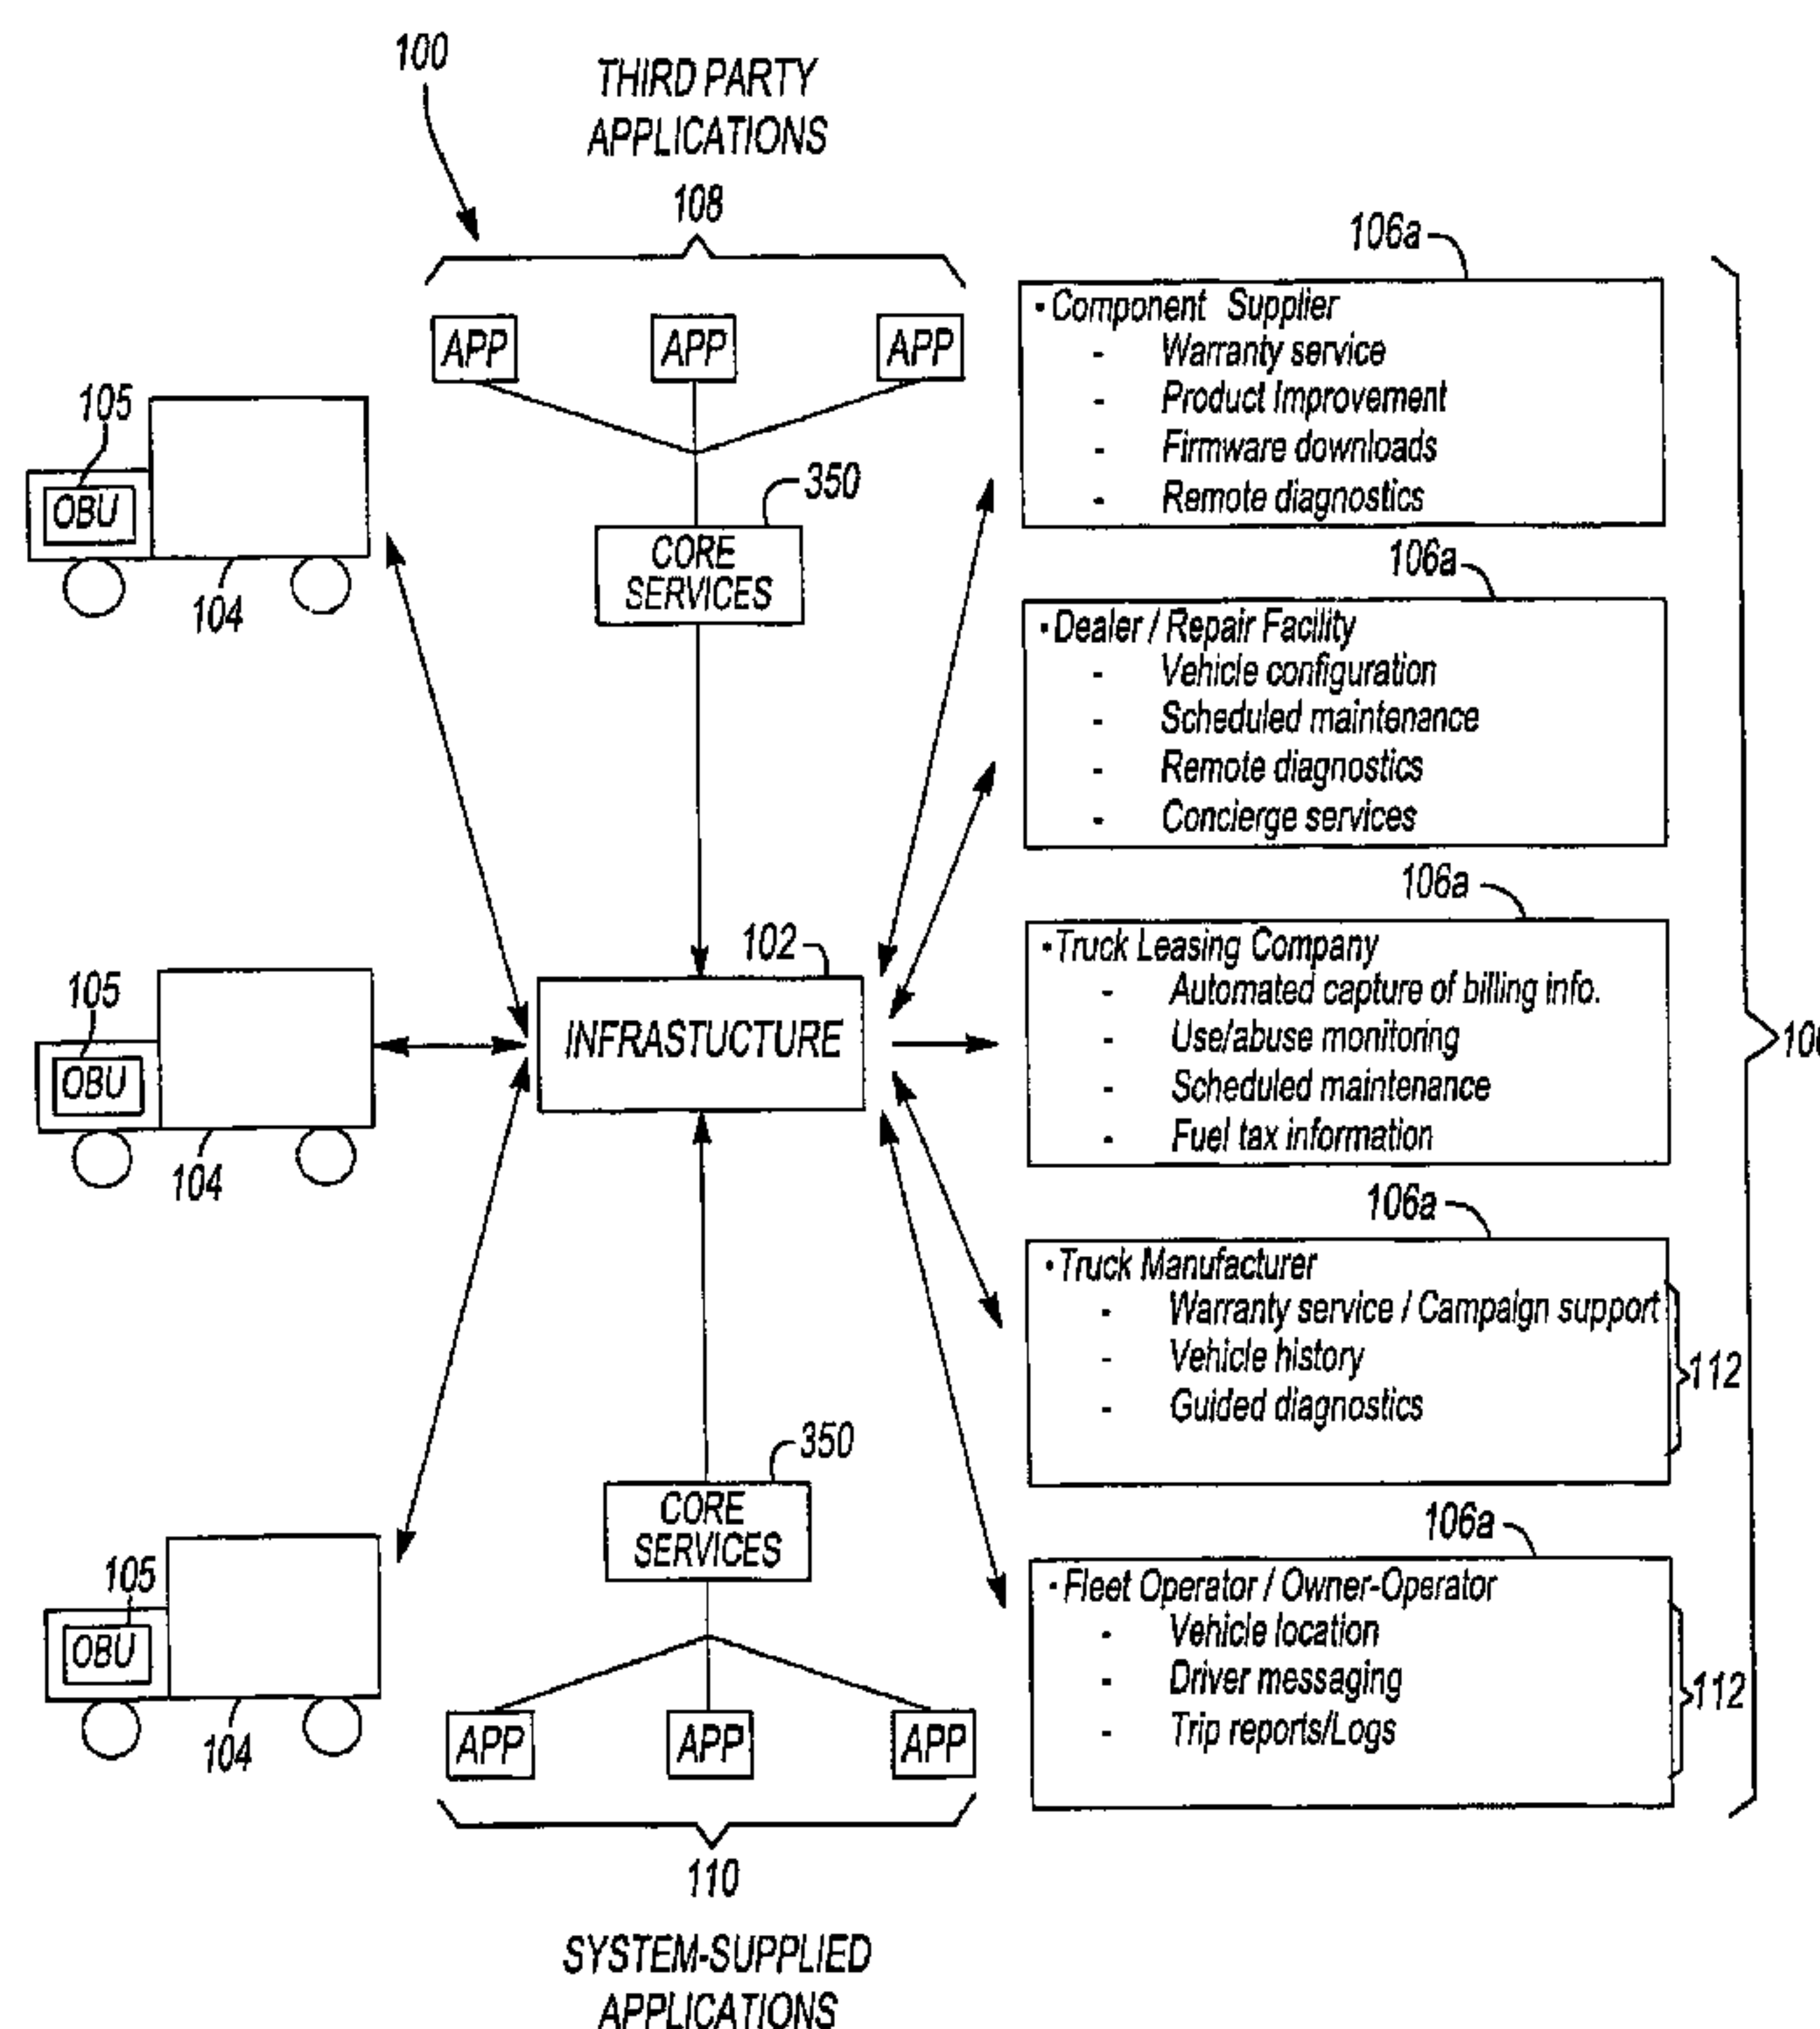 100
THIRD PARTY
APPLICATIONS
108
APP
APP
APP
350
CORE
SERVICES
105
OBU
104
105
OBU
104
105
OBU
104
102
INFRASTUCTURE
350
CORE
SERVICES
APP
APP
APP
110
SYSTEM-SUPPLIED
APPLICATIONS
106a
• Component Supplier
- Warranty service
- Product Improvement
- Firmware downloads
- Remote diagnostics
106a
• Dealer / Repair Facility
- Vehicle configuration
- Scheduled maintenance
- Remote diagnostics
- Concierge services
106a
• Truck Leasing Company
- Automated capture of billing info.
- Use/abuse monitoring
- Scheduled maintenance
- Fuel tax information
106a
• Truck Manufacturer
- Warranty service / Campaign support
- Vehicle history
- Guided diagnostics
112
106a
• Fleet Operator / Owner-Operator
- Vehicle location
- Driver messaging
- Trip reports/Logs
112